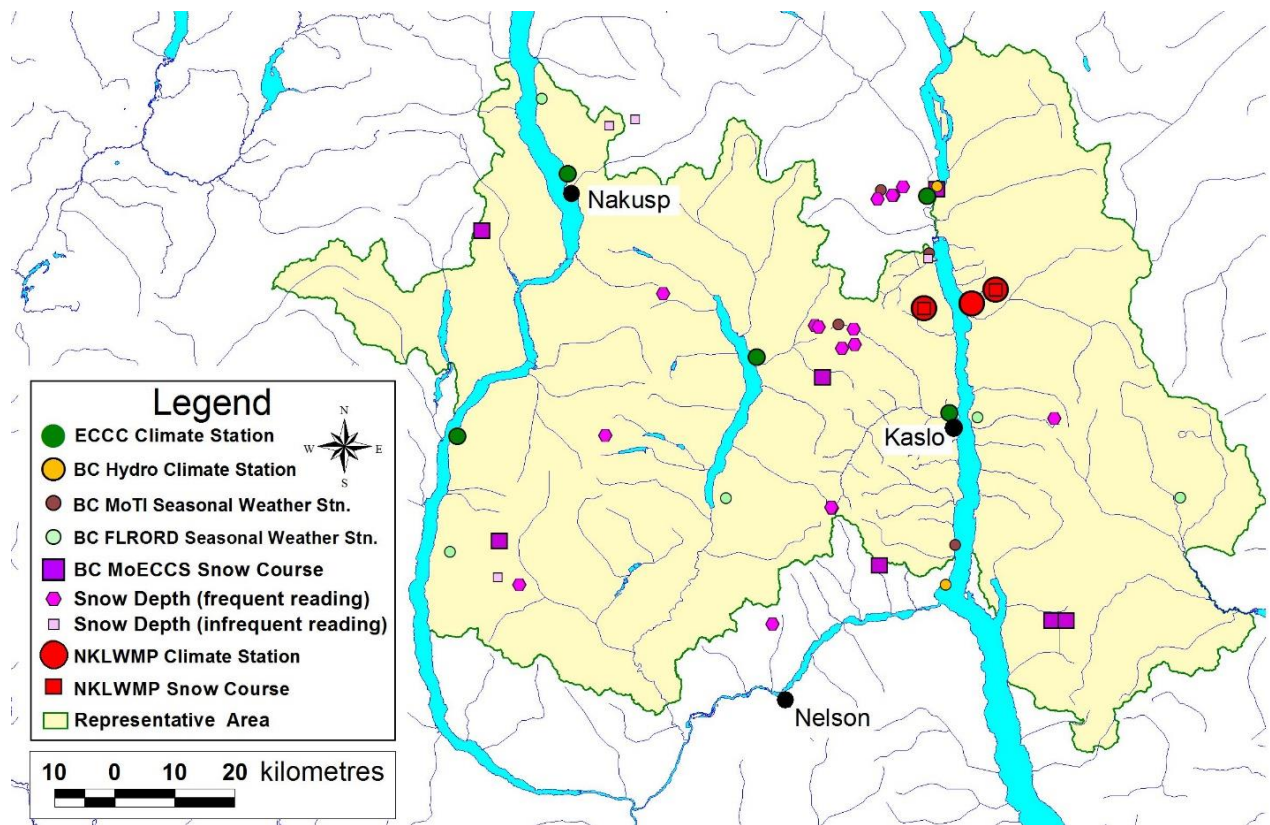 Nakusp
Kaslo
Nelson
Legend
N
W E
S
ECCC Climate Station
BC Hydro Climate Station
BC MoTI Seasonal Weather Stn.
BC FLRORD Seasonal Weather Stn.
BC MoECCS Snow Course
Snow Depth (frequent reading)
Snow Depth (infrequent reading)
NKLWMP Climate Station
NKLWMP Snow Course
Representative Area
10 0 10 20 kilometres